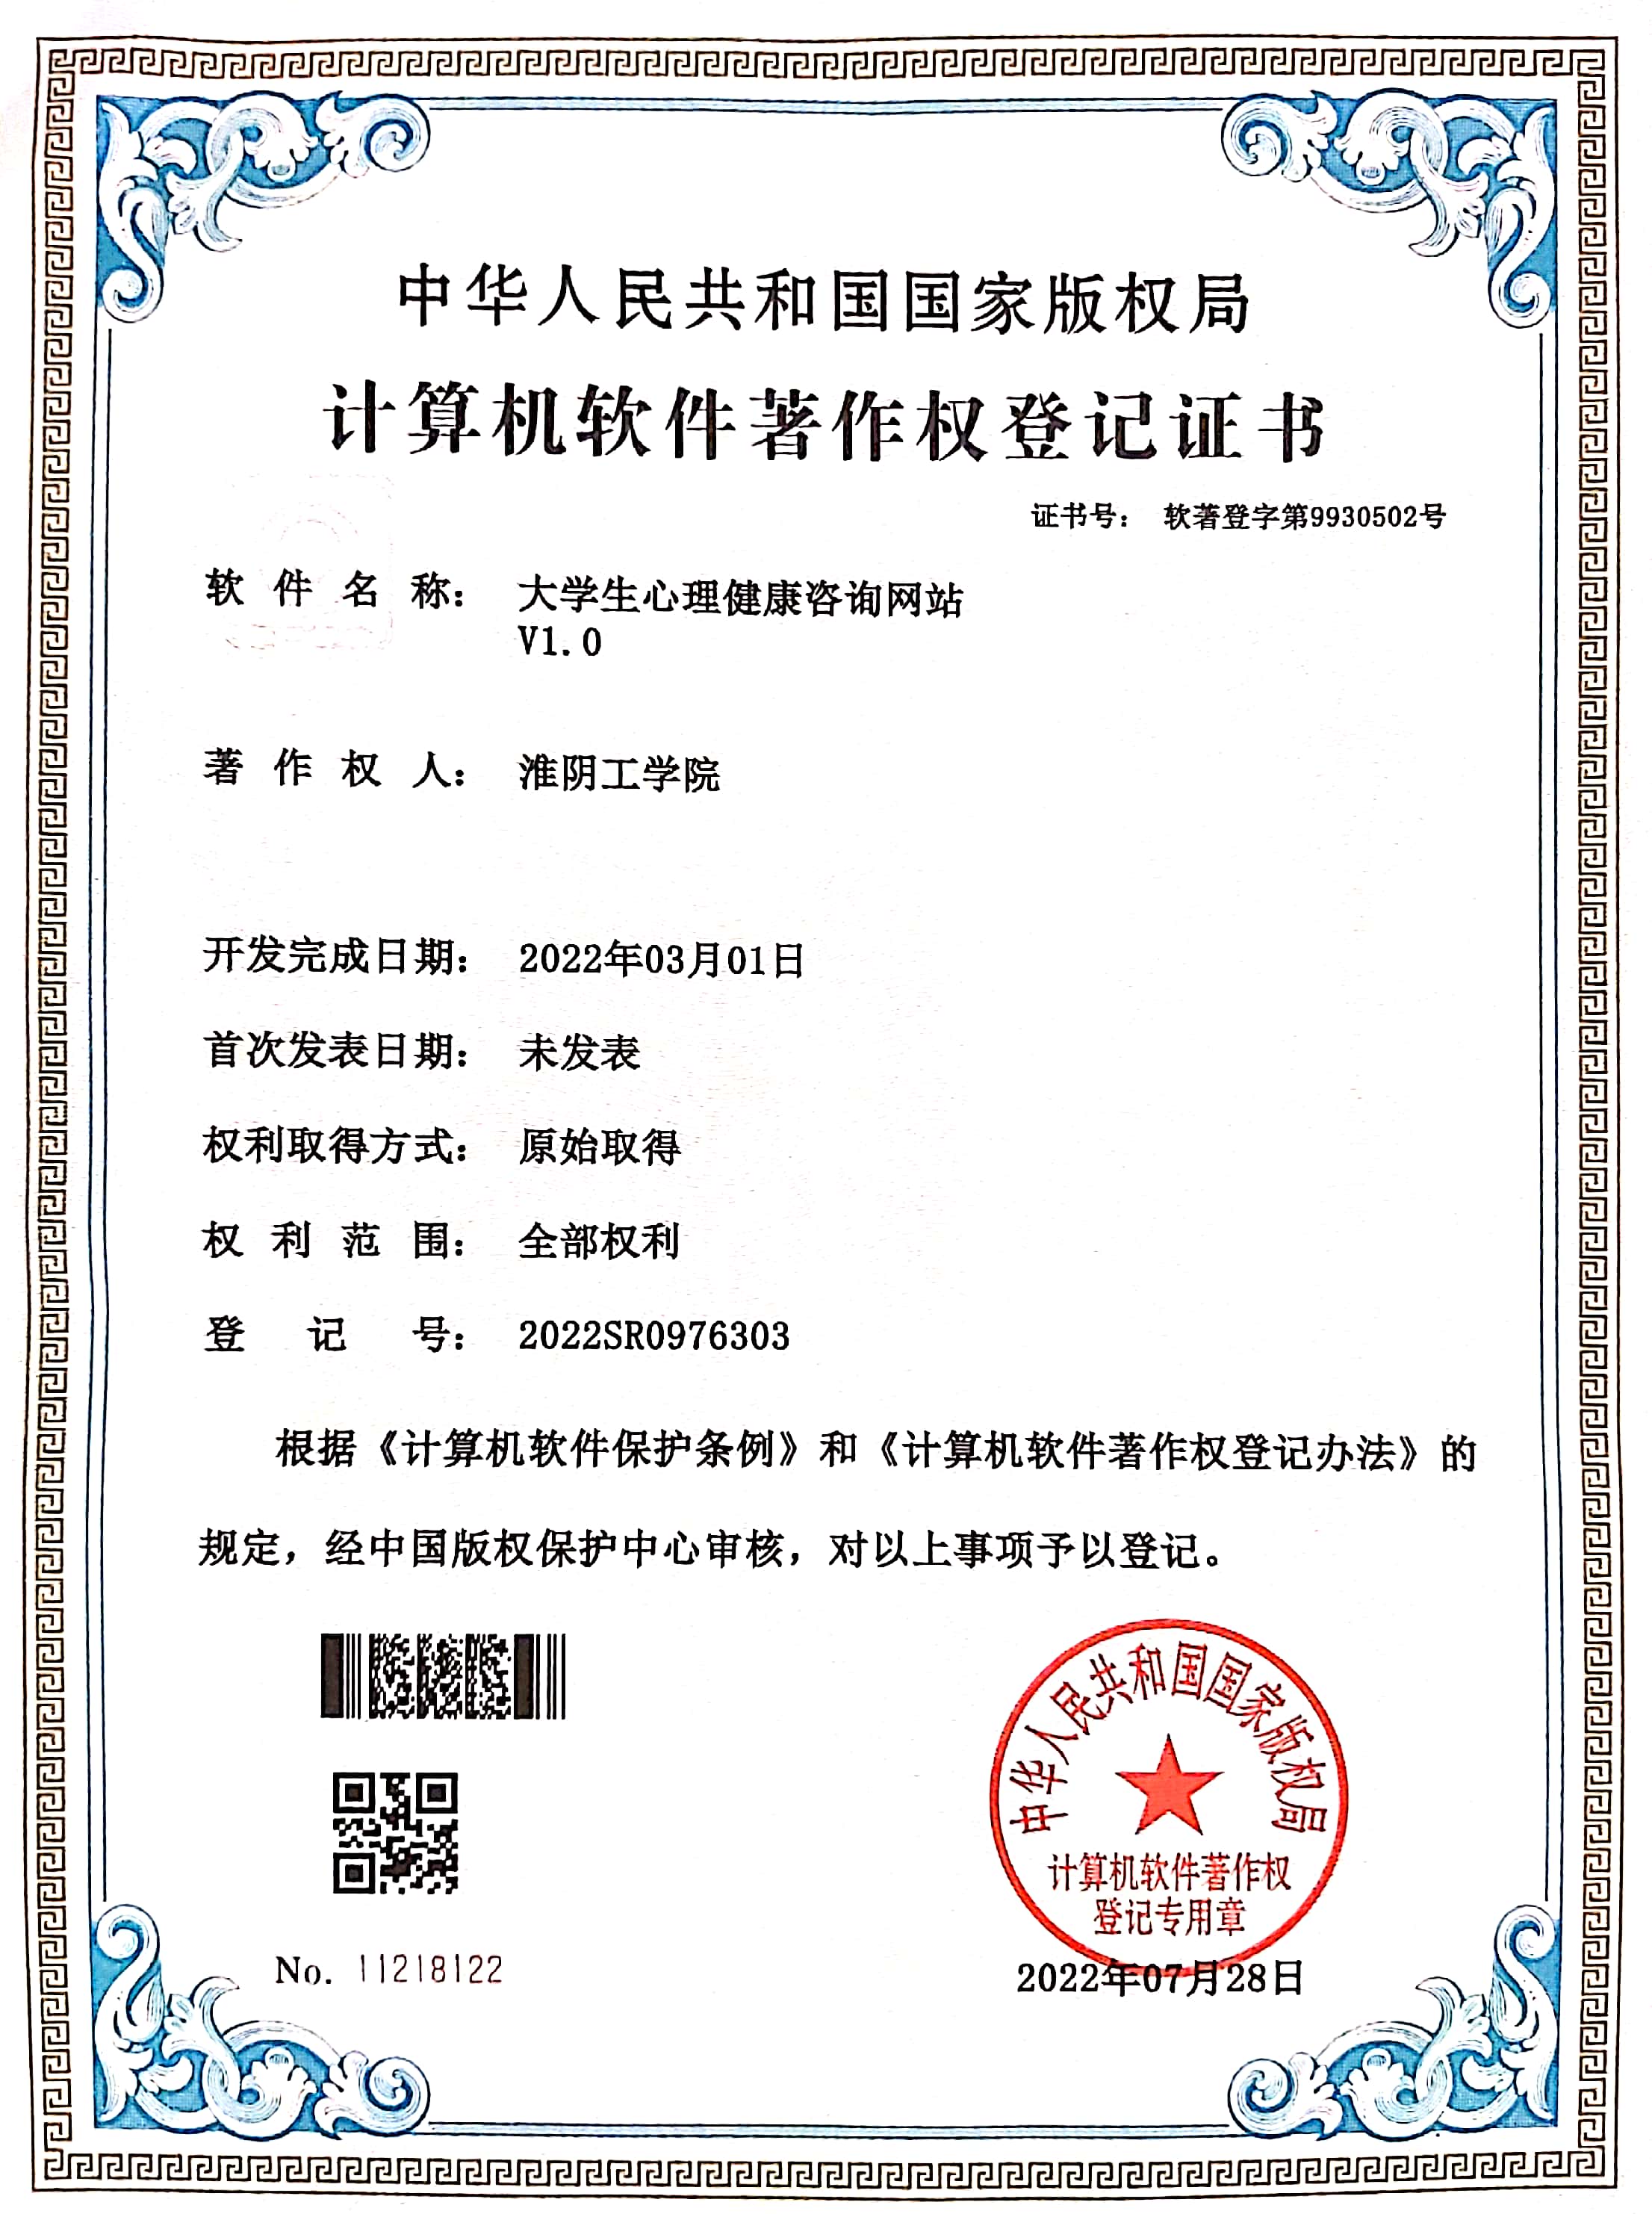 中华人民共和国国家版权局
计算机软件著作权登记证书
证书号： 软著登字第9930502号
软件名称： 大学生心理健康咨询网站
V1.0
著作权人： 淮阴工学院
开发完成日期： 2022年03月01日
首次发表日期： 未发表
权利取得方式： 原始取得
权利范围： 全部权利
登记号： 2022SR0976303
根据《计算机软件保护条例》和《计算机软件著作权登记办法》的
规定，经中国版权保护中心审核，对以上事项予以登记。
中华人民共和国国家版权局
计算机软件著作权
登记专用章
No. 11218122
2022年07月28日